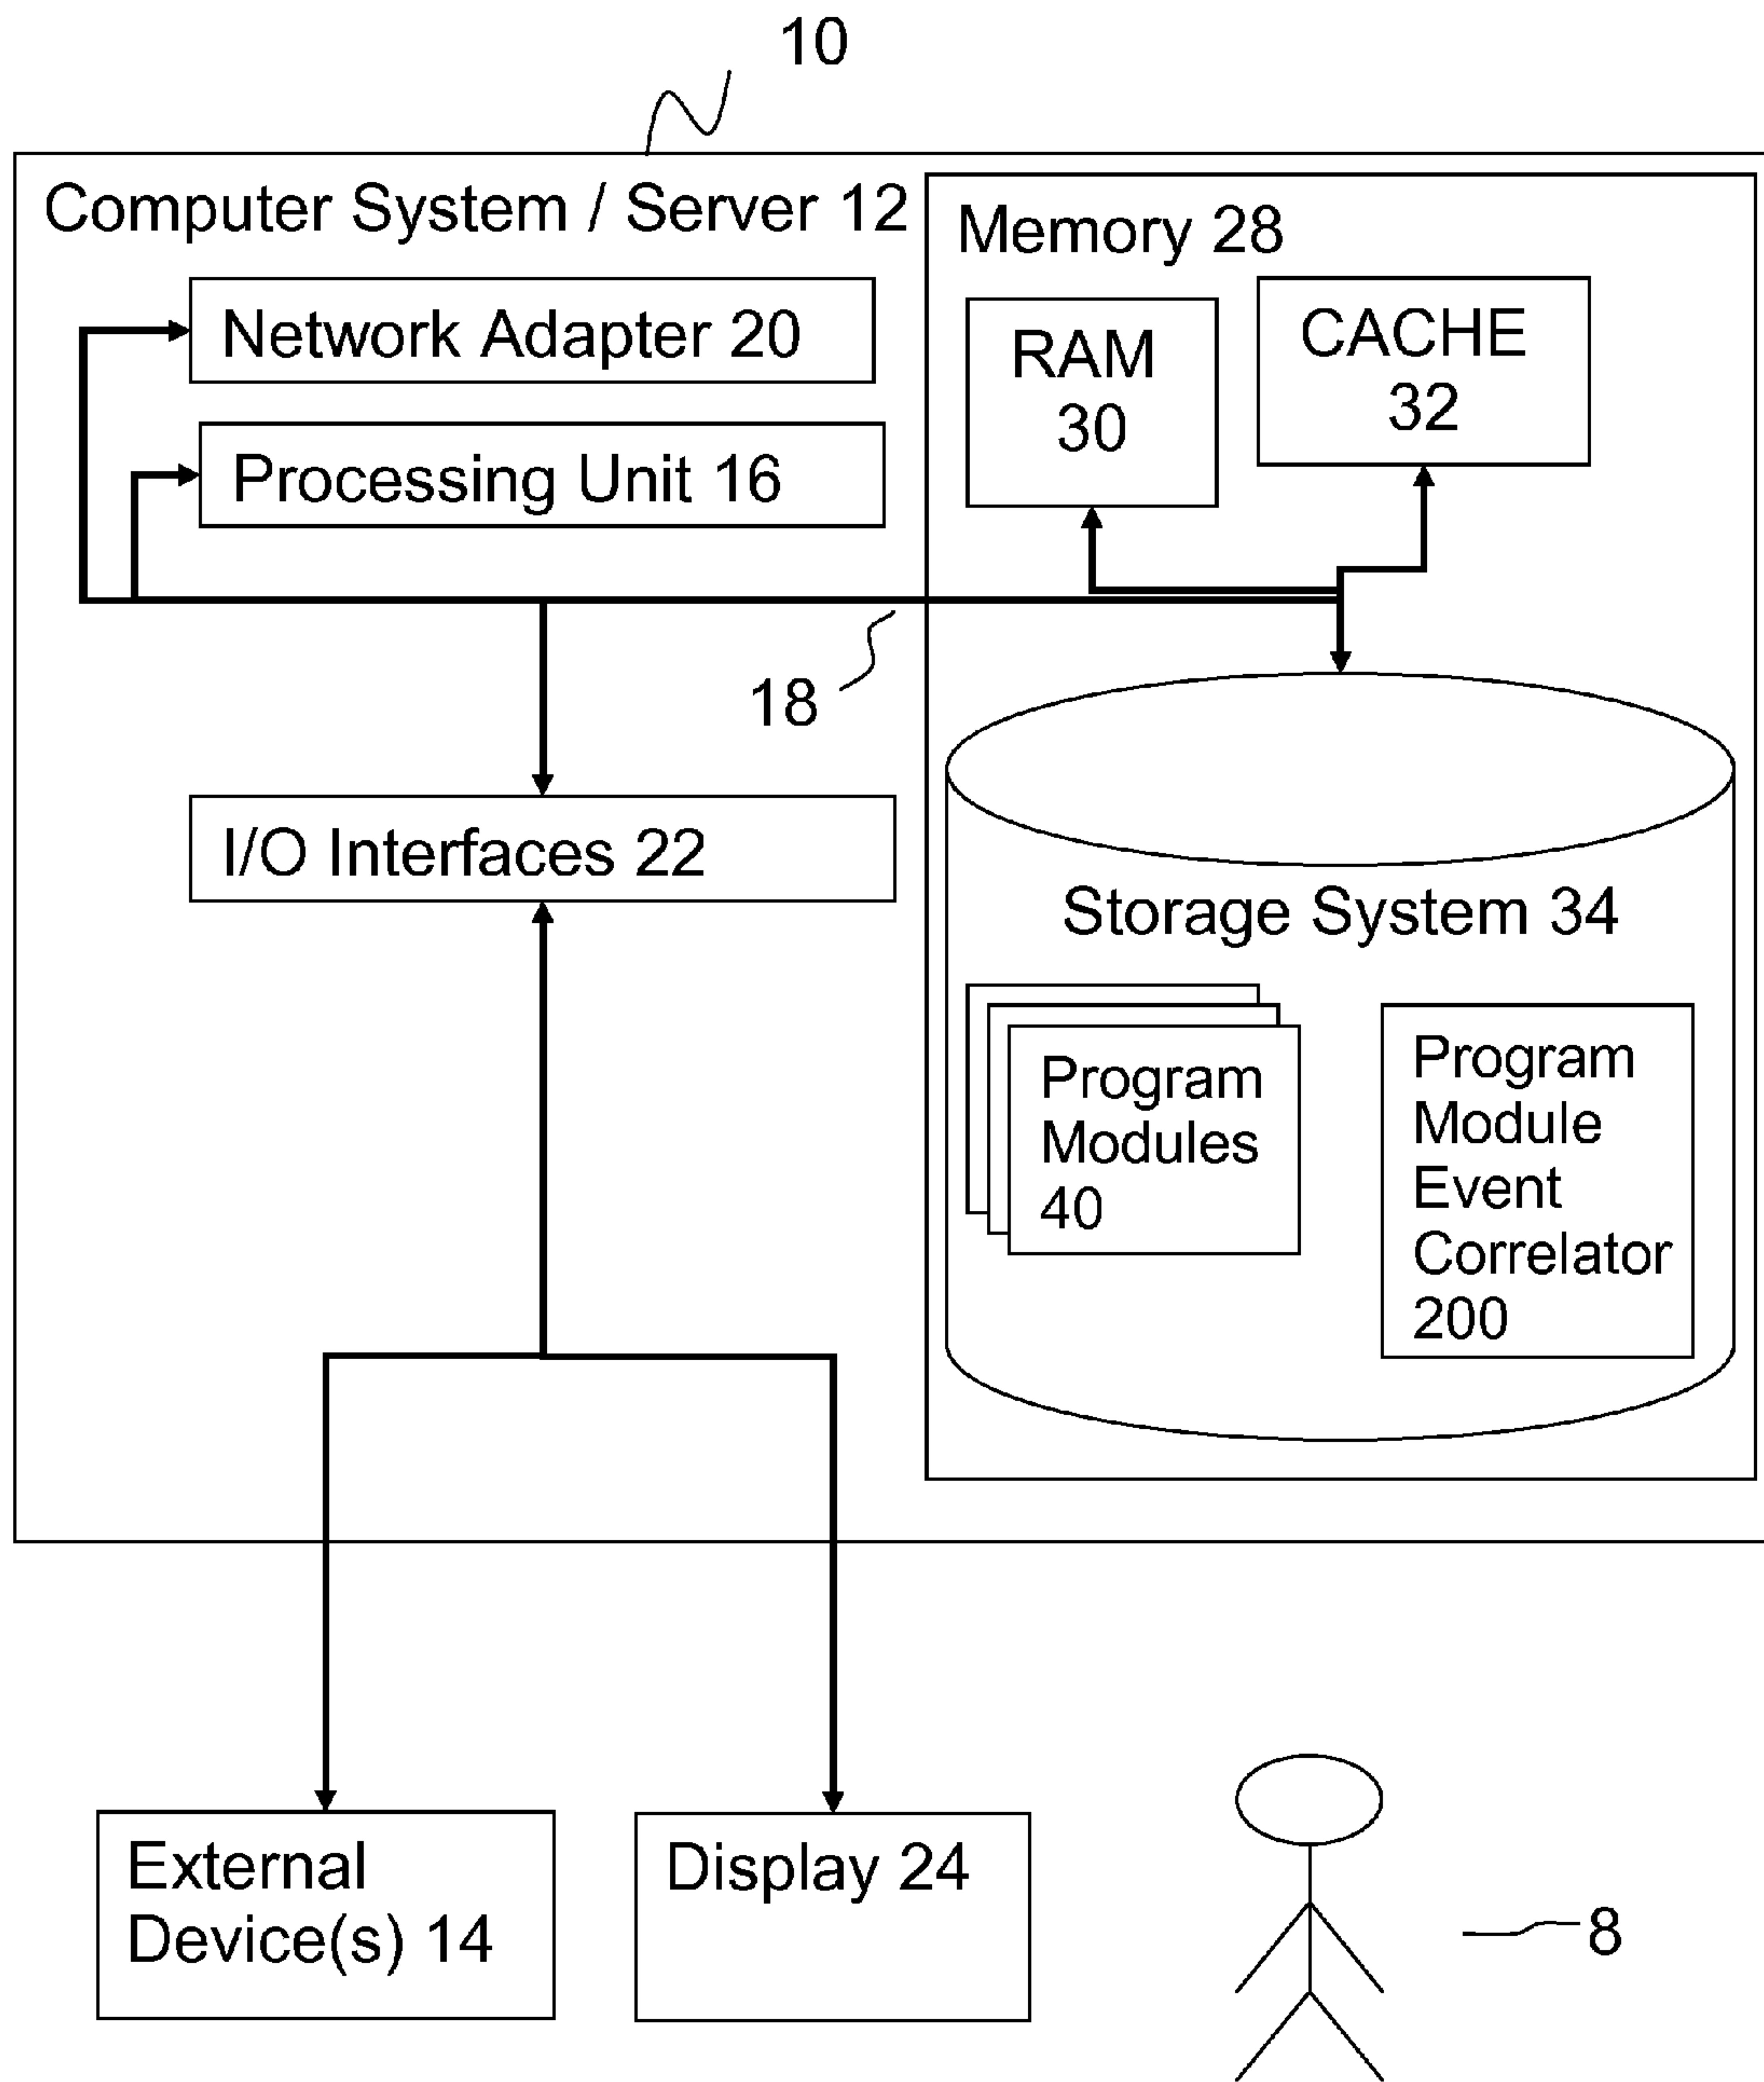 10
Computer System / Server 12
Memory 28
Network Adapter 20
RAM
30
CACHE
32
Processing Unit 16
18
I/O Interfaces 22
Storage System 34
Program
Modules
40
Program
Module
Event
Correlator
200
External
Device(s) 14
Display 24
8